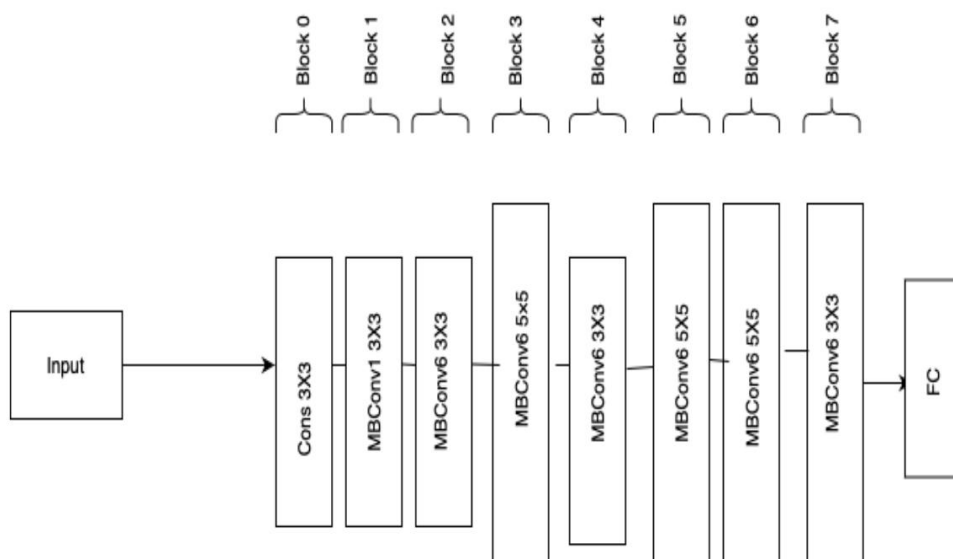 Block 0
Block 1
Block 2
Block 3
Block 4
Block 5
Block 6
Block 7
Input
Cons 3X3
MBConv1 3X3
MBConv6 3X3
MBConv6 5x5
MBConv6 3X3
MBConv6 5X5
MBConv6 5X5
MBConv6 3X3
FC